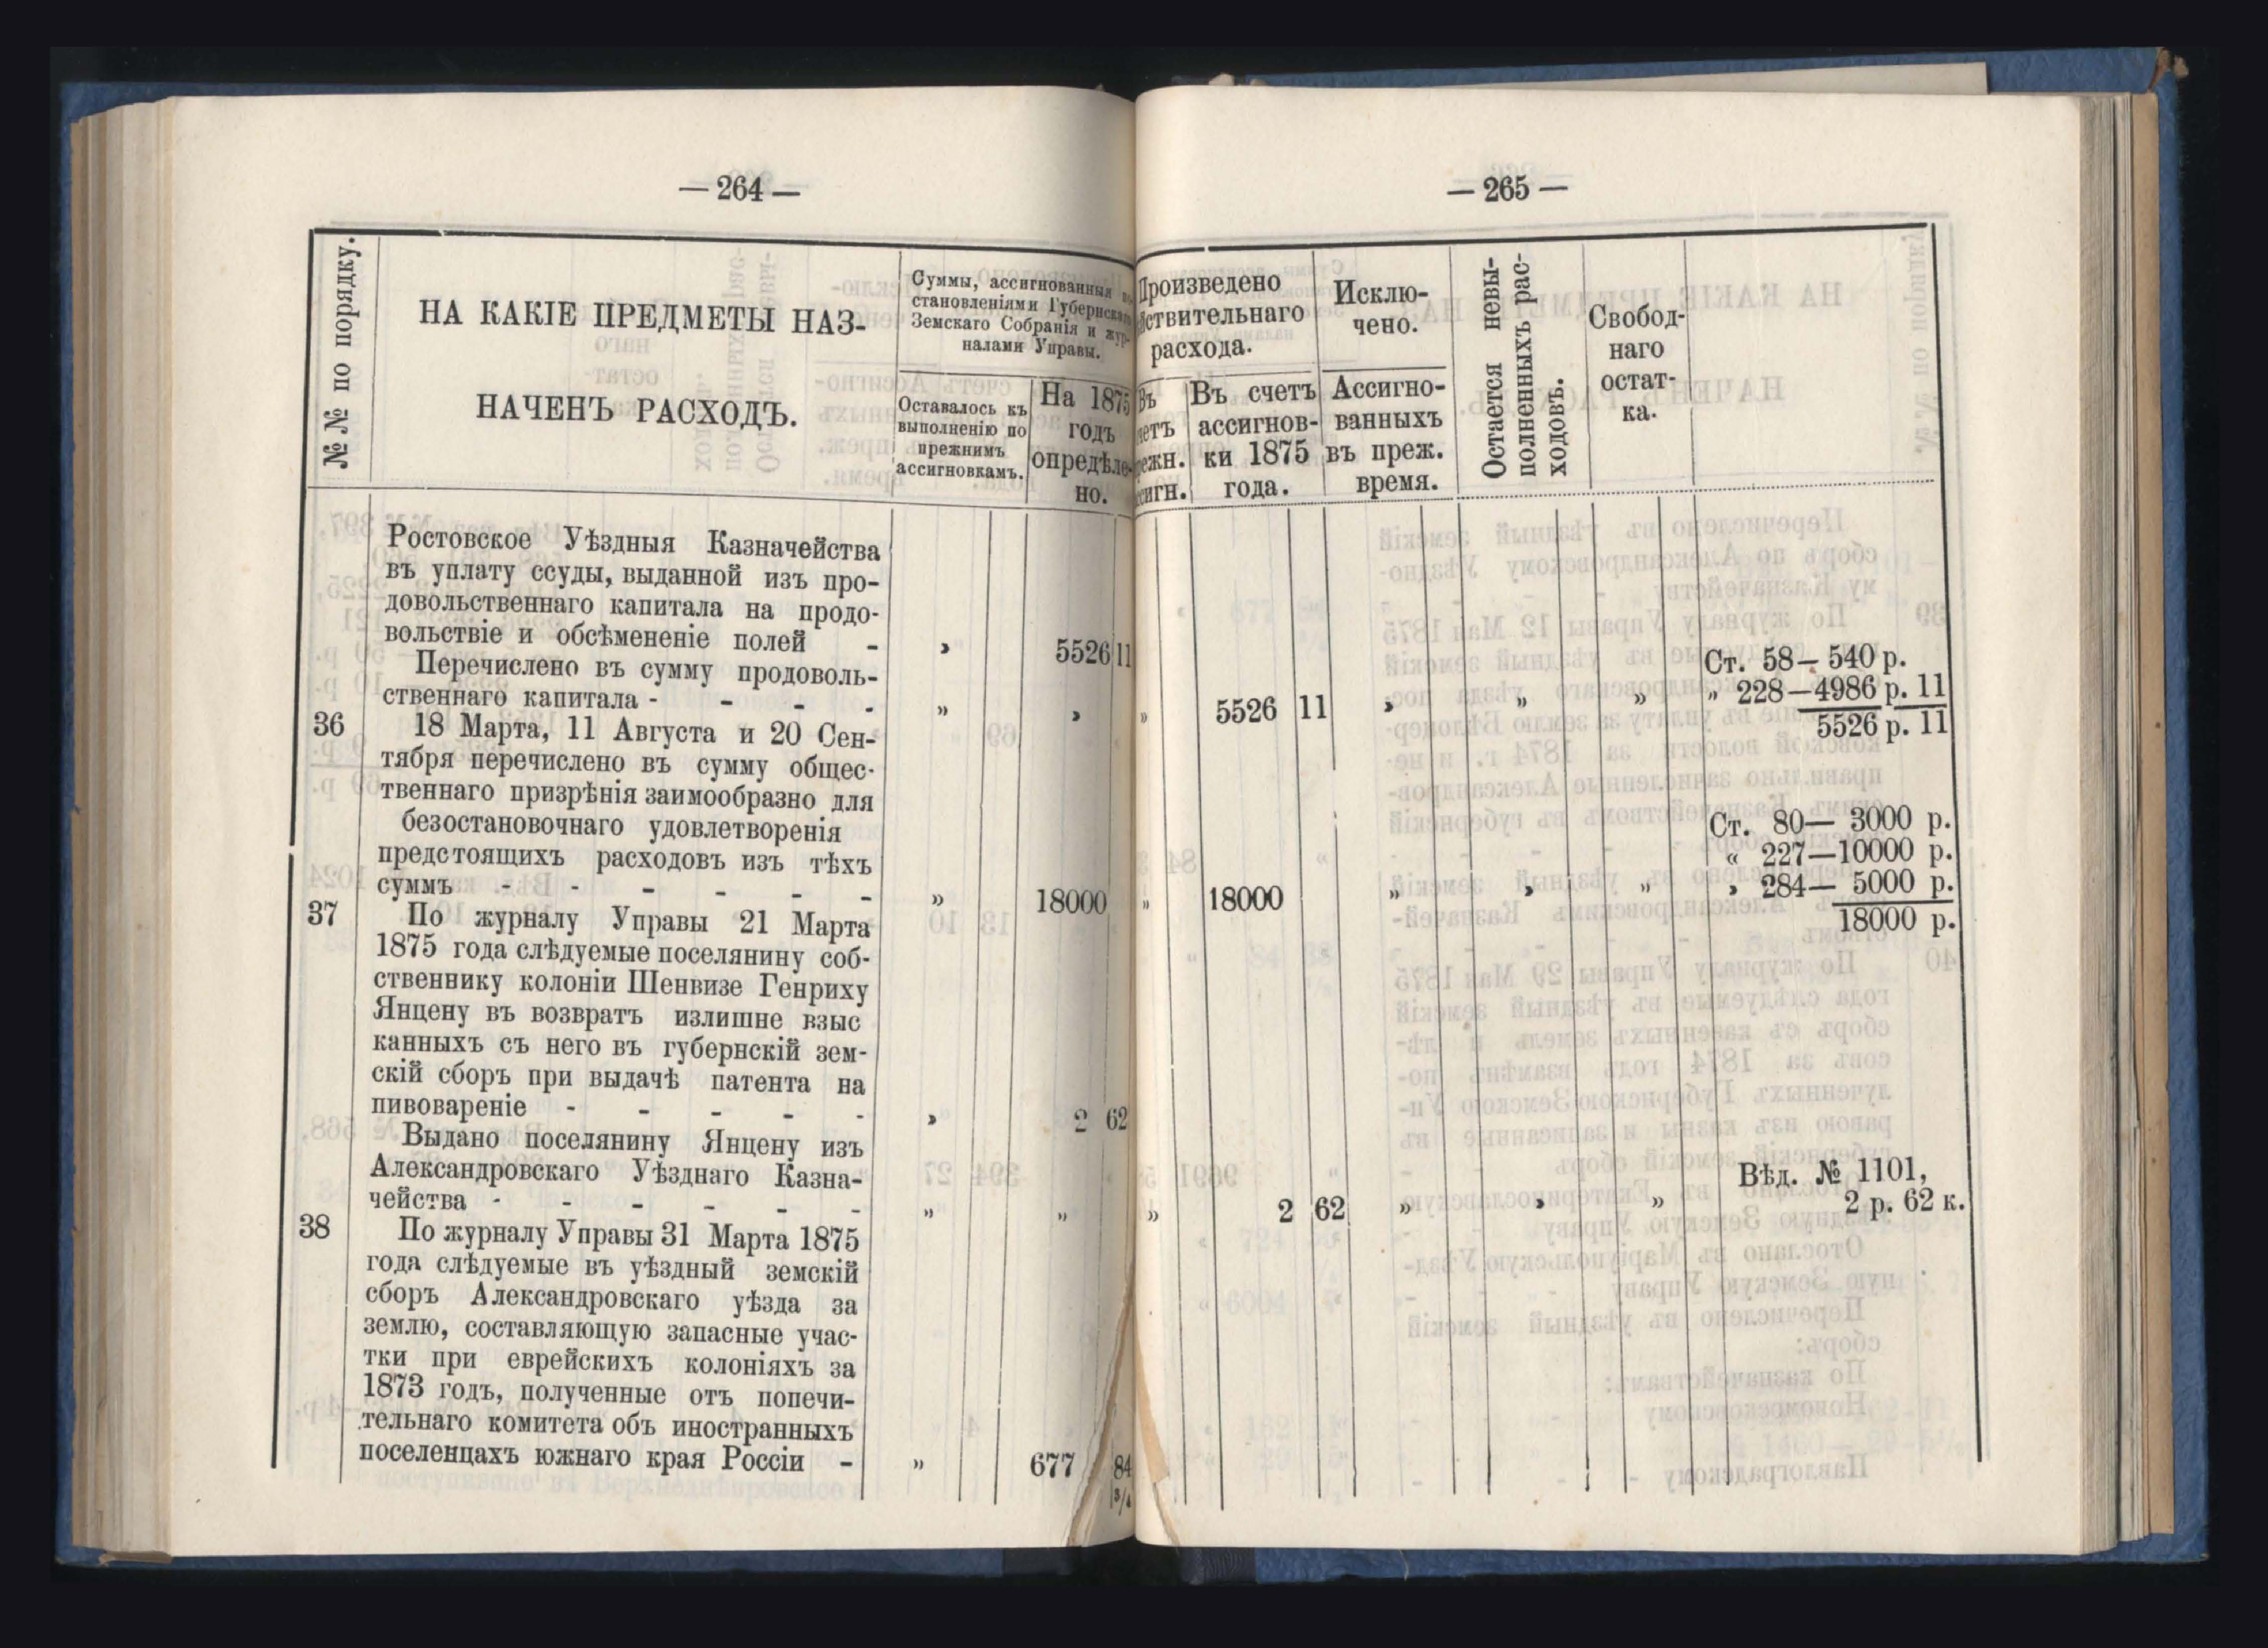 — 264 —
№№ по порядку.
НА КАКІЕ ПРЕДМЕТЫ НАЗ-
НАЧЕНЪ РАСХОДЪ.
Суммы, ассигнованныя
становленіями Губернскаго
Земскаго Собранія и жур-
налами Управы.
Оставалось къ
выполненію по
прежнимъ
ассигновкамъ.
На 1875
годъ
опредѣле-
но.
Ростовское Уѣздныя Казначейства
въ уплату ссуды, выданной изъ про-
довольственнаго капитала на продо-
вольствіе и обсѣмененіе полей - „ 5526 11
Перечислено въ сумму продоволь-
ственнаго капитала - - - - „ „
36 18 Марта, 11 Августа и 20 Сен-
тября перечислено въ сумму общес-
твеннаго призрѣнія заимообразно для
безостановочнаго удовлетворенія
предстоящихъ расходовъ изъ тѣхъ
суммъ - - - - - - „ 18000
37 По журналу Управы 21 Марта
1875 года слѣдуемые поселянину соб-
ственнику колоніи Шенвизе Генриху
Янцену въ возвратъ излишне взыс
канныхъ съ него въ губернскій зем-
скій сборъ при выдачѣ патента на
пивовареніе - - - - - „ 2 62
Выдано поселянину Янцену изъ
Александровскаго Уѣзднаго Казна-
чейства - - - - - - „ „
38 По журналу Управы 31 Марта 1875
года слѣдуемые въ уѣздный земскій
сборъ Александровскаго уѣзда за
землю, составляющую запасные учас-
тки при еврейскихъ колоніяхъ за
1873 годъ, полученные отъ попечи-
тельнаго комитета объ иностранныхъ
поселенцахъ южнаго края Россіи - „ 677 84
3/4
— 265 —
Произведено
йствительнаго
расхода.
Въ
четъ
режн.
ссигн.
Въ счетъ
ассигнов-
ки 1875
года.
Исклю-
чено.
Ассигно-
ванныхъ
въ преж.
время.
Остается невы-
полненныхъ рас-
ходовъ.
Свобод-
наго
остат-
ка.
Ст. 58— 540 р.
„ 5526 11 „ „ „ „ 228—4986 р. 11
5526 р. 11
Ст. 80— 3000 р.
« 227—10000 р.
„ 18000 „ „ „ „ 284— 5000 р.
18000 р.
Вѣд. № 1101,
„ 2 62 „ „ „ 2 р. 62 к.